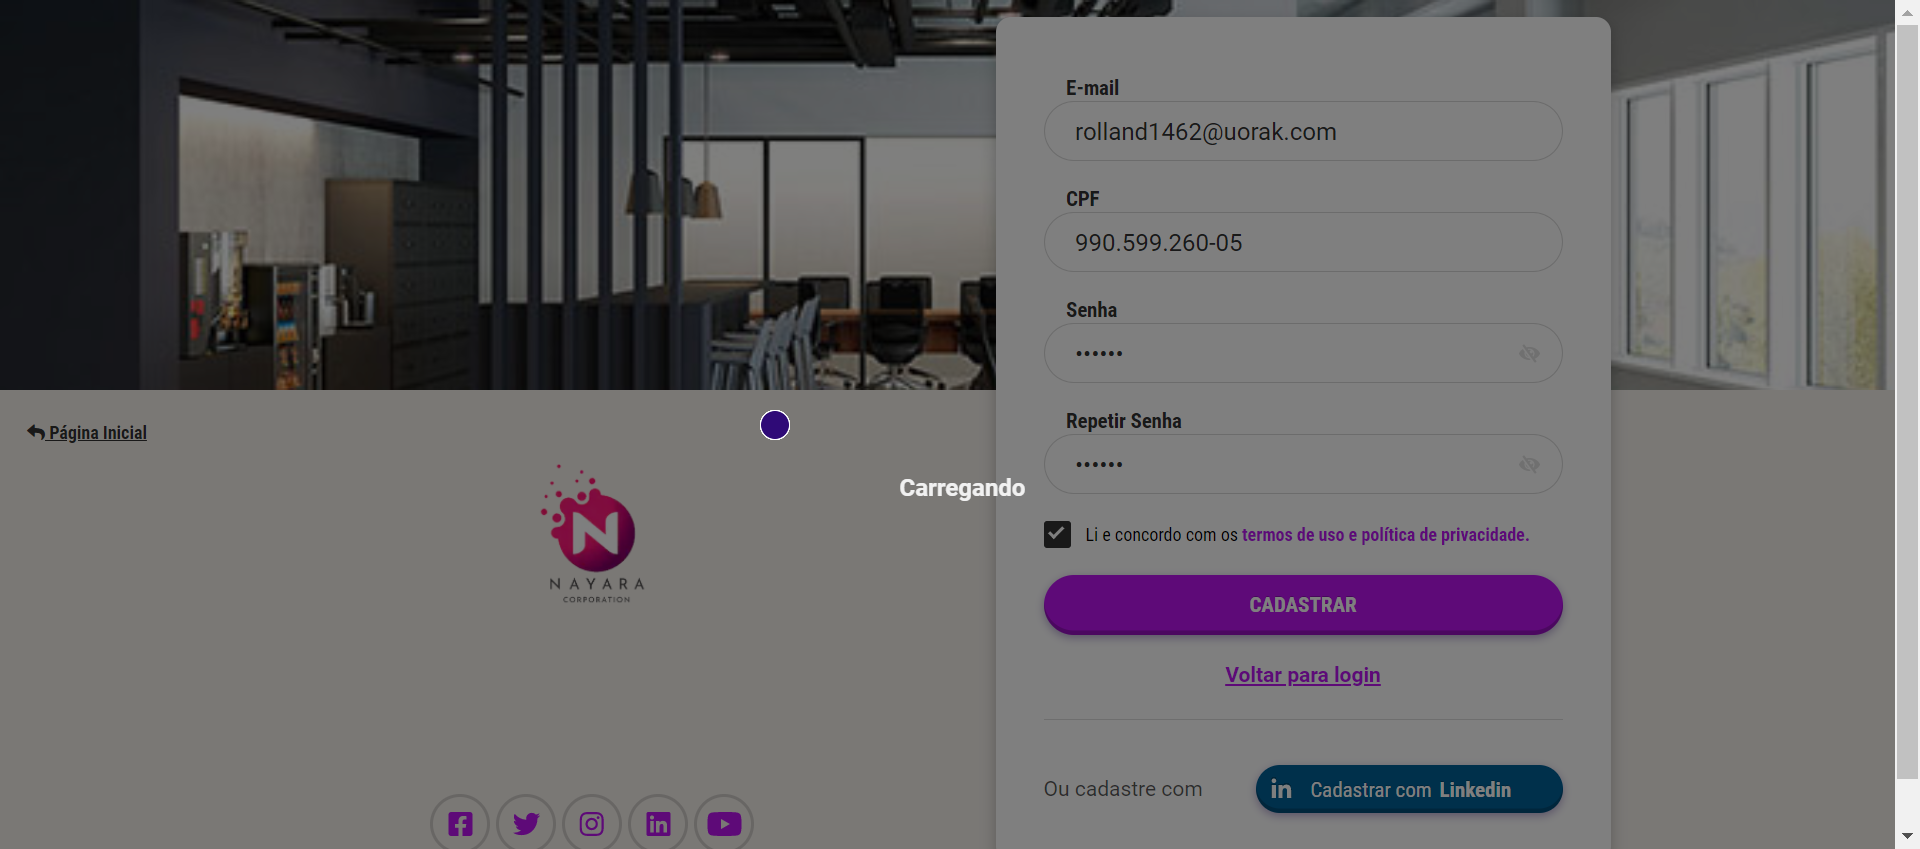 E-mail
rolland1462@uorak.com
CPF
990.599.260-05
Senha
••••••
Repetir Senha
••••••
Li e concordo com os termos de uso e política de privacidade.
CADASTRAR
Voltar para login
Ou cadastre com
in Cadastrar com Linkedin
Página Inicial
N
NAYARA
CORPORATION
Carregando